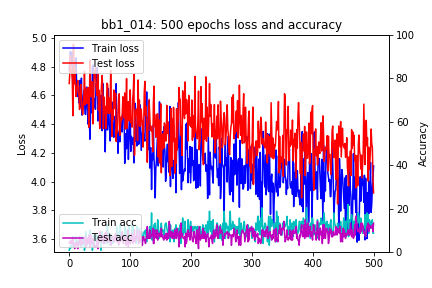 bb1_014: 500 epochs loss and accuracy
5.0
4.8
4.6
4.4
4.2
4.0
3.8
3.6
Loss
Train loss
Test loss
Train acc
Test acc
100
80
60
40
20
0
Accuracy
0
100
200
300
400
500